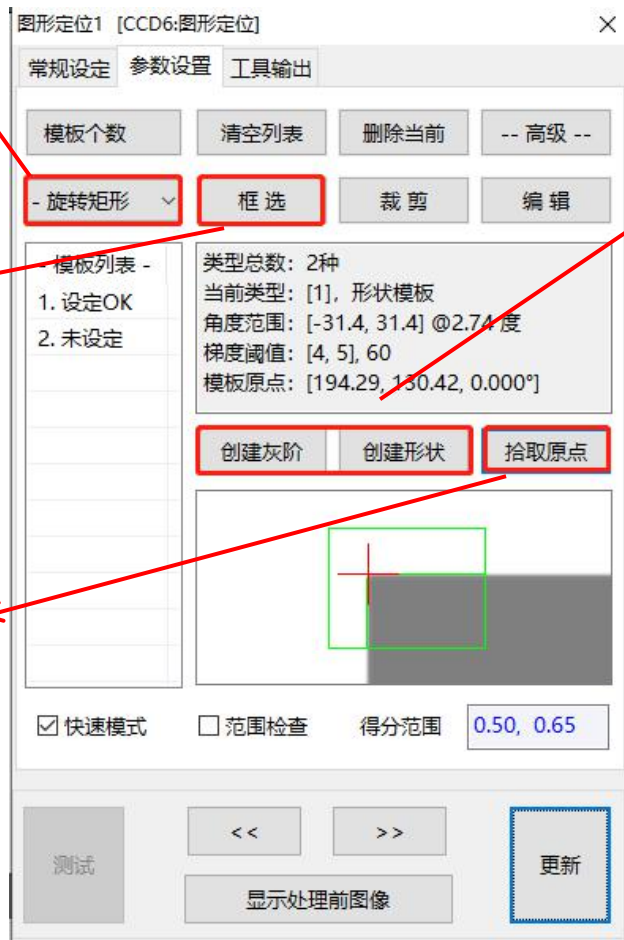 图形定位1 [CCD6:图形定位]
常规设定 参数设置 工具输出
模板个数 清空列表 删除当前 -- 高级 --
- 旋转矩形 框 选 裁 剪 编 辑
- 模板列表 -
1. 设定OK
2. 未设定
类型总数: 2种
当前类型: [1], 形状模板
角度范围: [-31.4, 31.4] @2.74 度
梯度阈值: [4, 5], 60
模板原点: [194.29, 130.42, 0.000°]
创建灰阶 创建形状 拾取原点
快速模式 范围检查 得分范围 0.50, 0.65
测试 << >> 更新
显示处理前图像